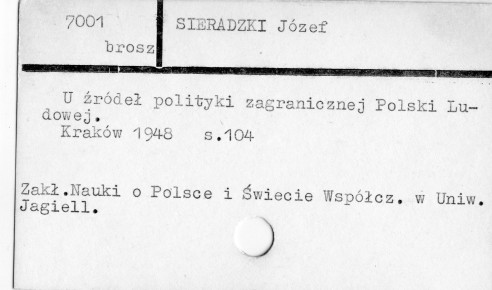 7001
brosz
SIERADZKI Józef
U źródeł polityki zagranicznej Polski Lu-
dowej.
Kraków 1948 s.104
Zakł.Nauki o Polsce i Świecie Współcz. w Uniw.
Jagiell.